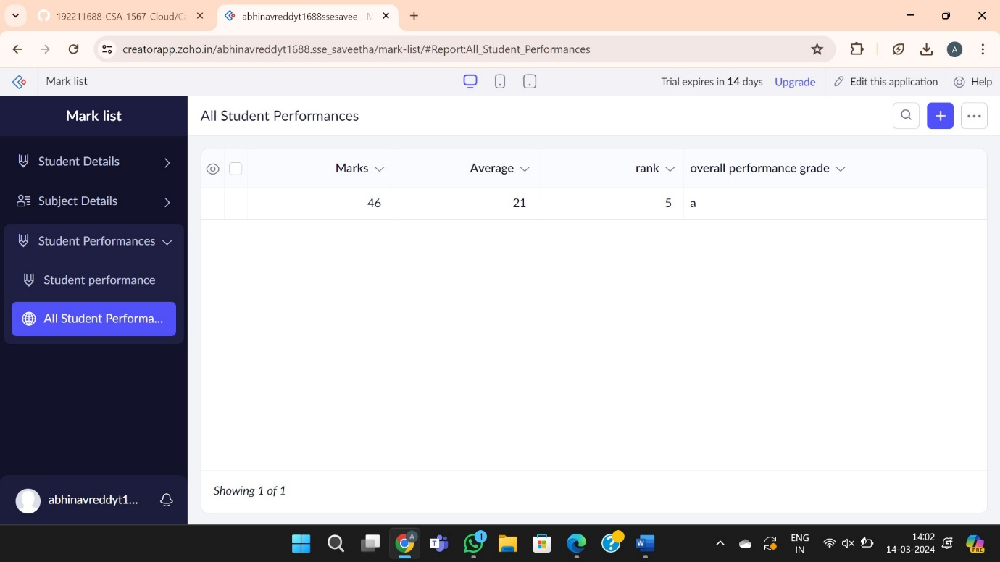 192211688-CSA-1567-Cloud/Ca
abhinavreddyt1688ssesavee - M
creatorapp.zoho.in/abhinavreddyt1688.sse_saveetha/mark-list/#Report:All_Student_Performances
A
Mark list
Trial expires in 14 days
Upgrade
Edit this application
Help
Mark list
All Student Performances
Student Details
Subject Details
Student Performances
Student performance
All Student Performa...
Marks
Average
rank
overall performance grade
46
21
5
a
Showing 1 of 1
abhinavreddyt1...
A
T
1
W
ENG
IN
14:02
14-03-2024
PRE